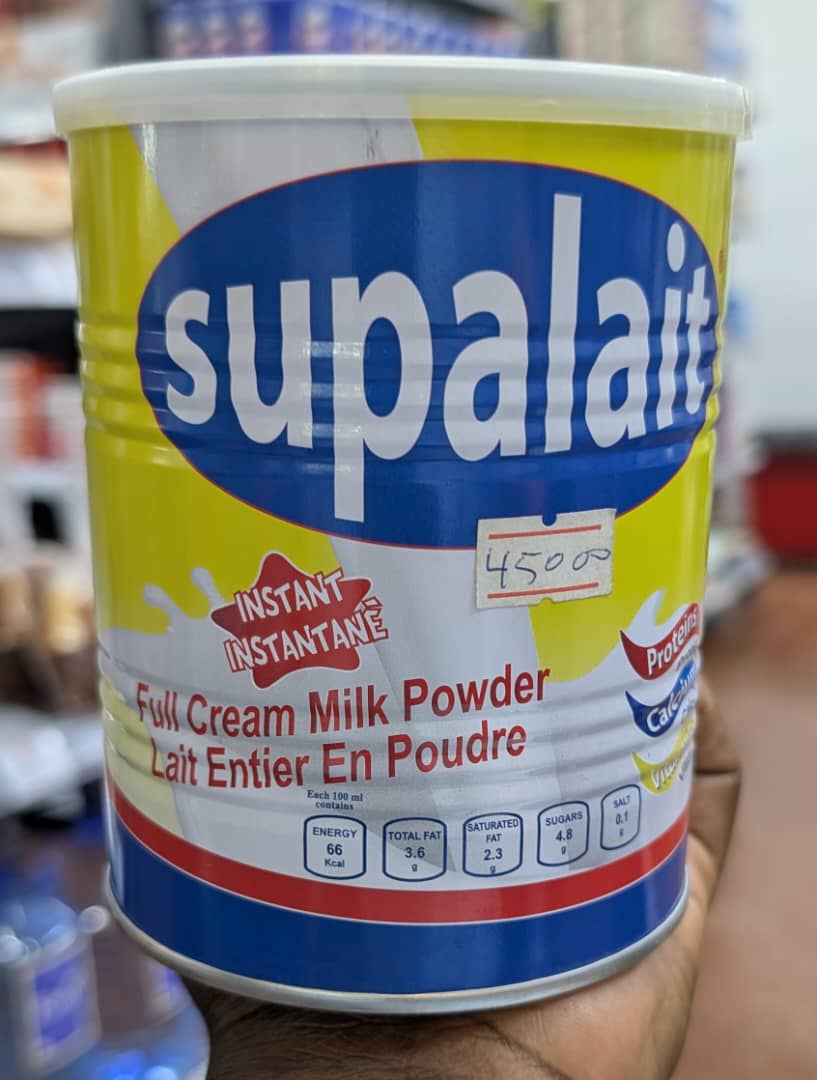 supalait
45000
INSTANT
INSTANTANÉ
Full Cream Milk Powder
Lait Entier En Poudre
Proteins
Calcium
Each 100 ml
contains
ENERGY
66
Kcal
TOTAL FAT
3.6
g
SATURATED
FAT
2.3
g
SUGARS
4.8
g
SALT
0.1
g